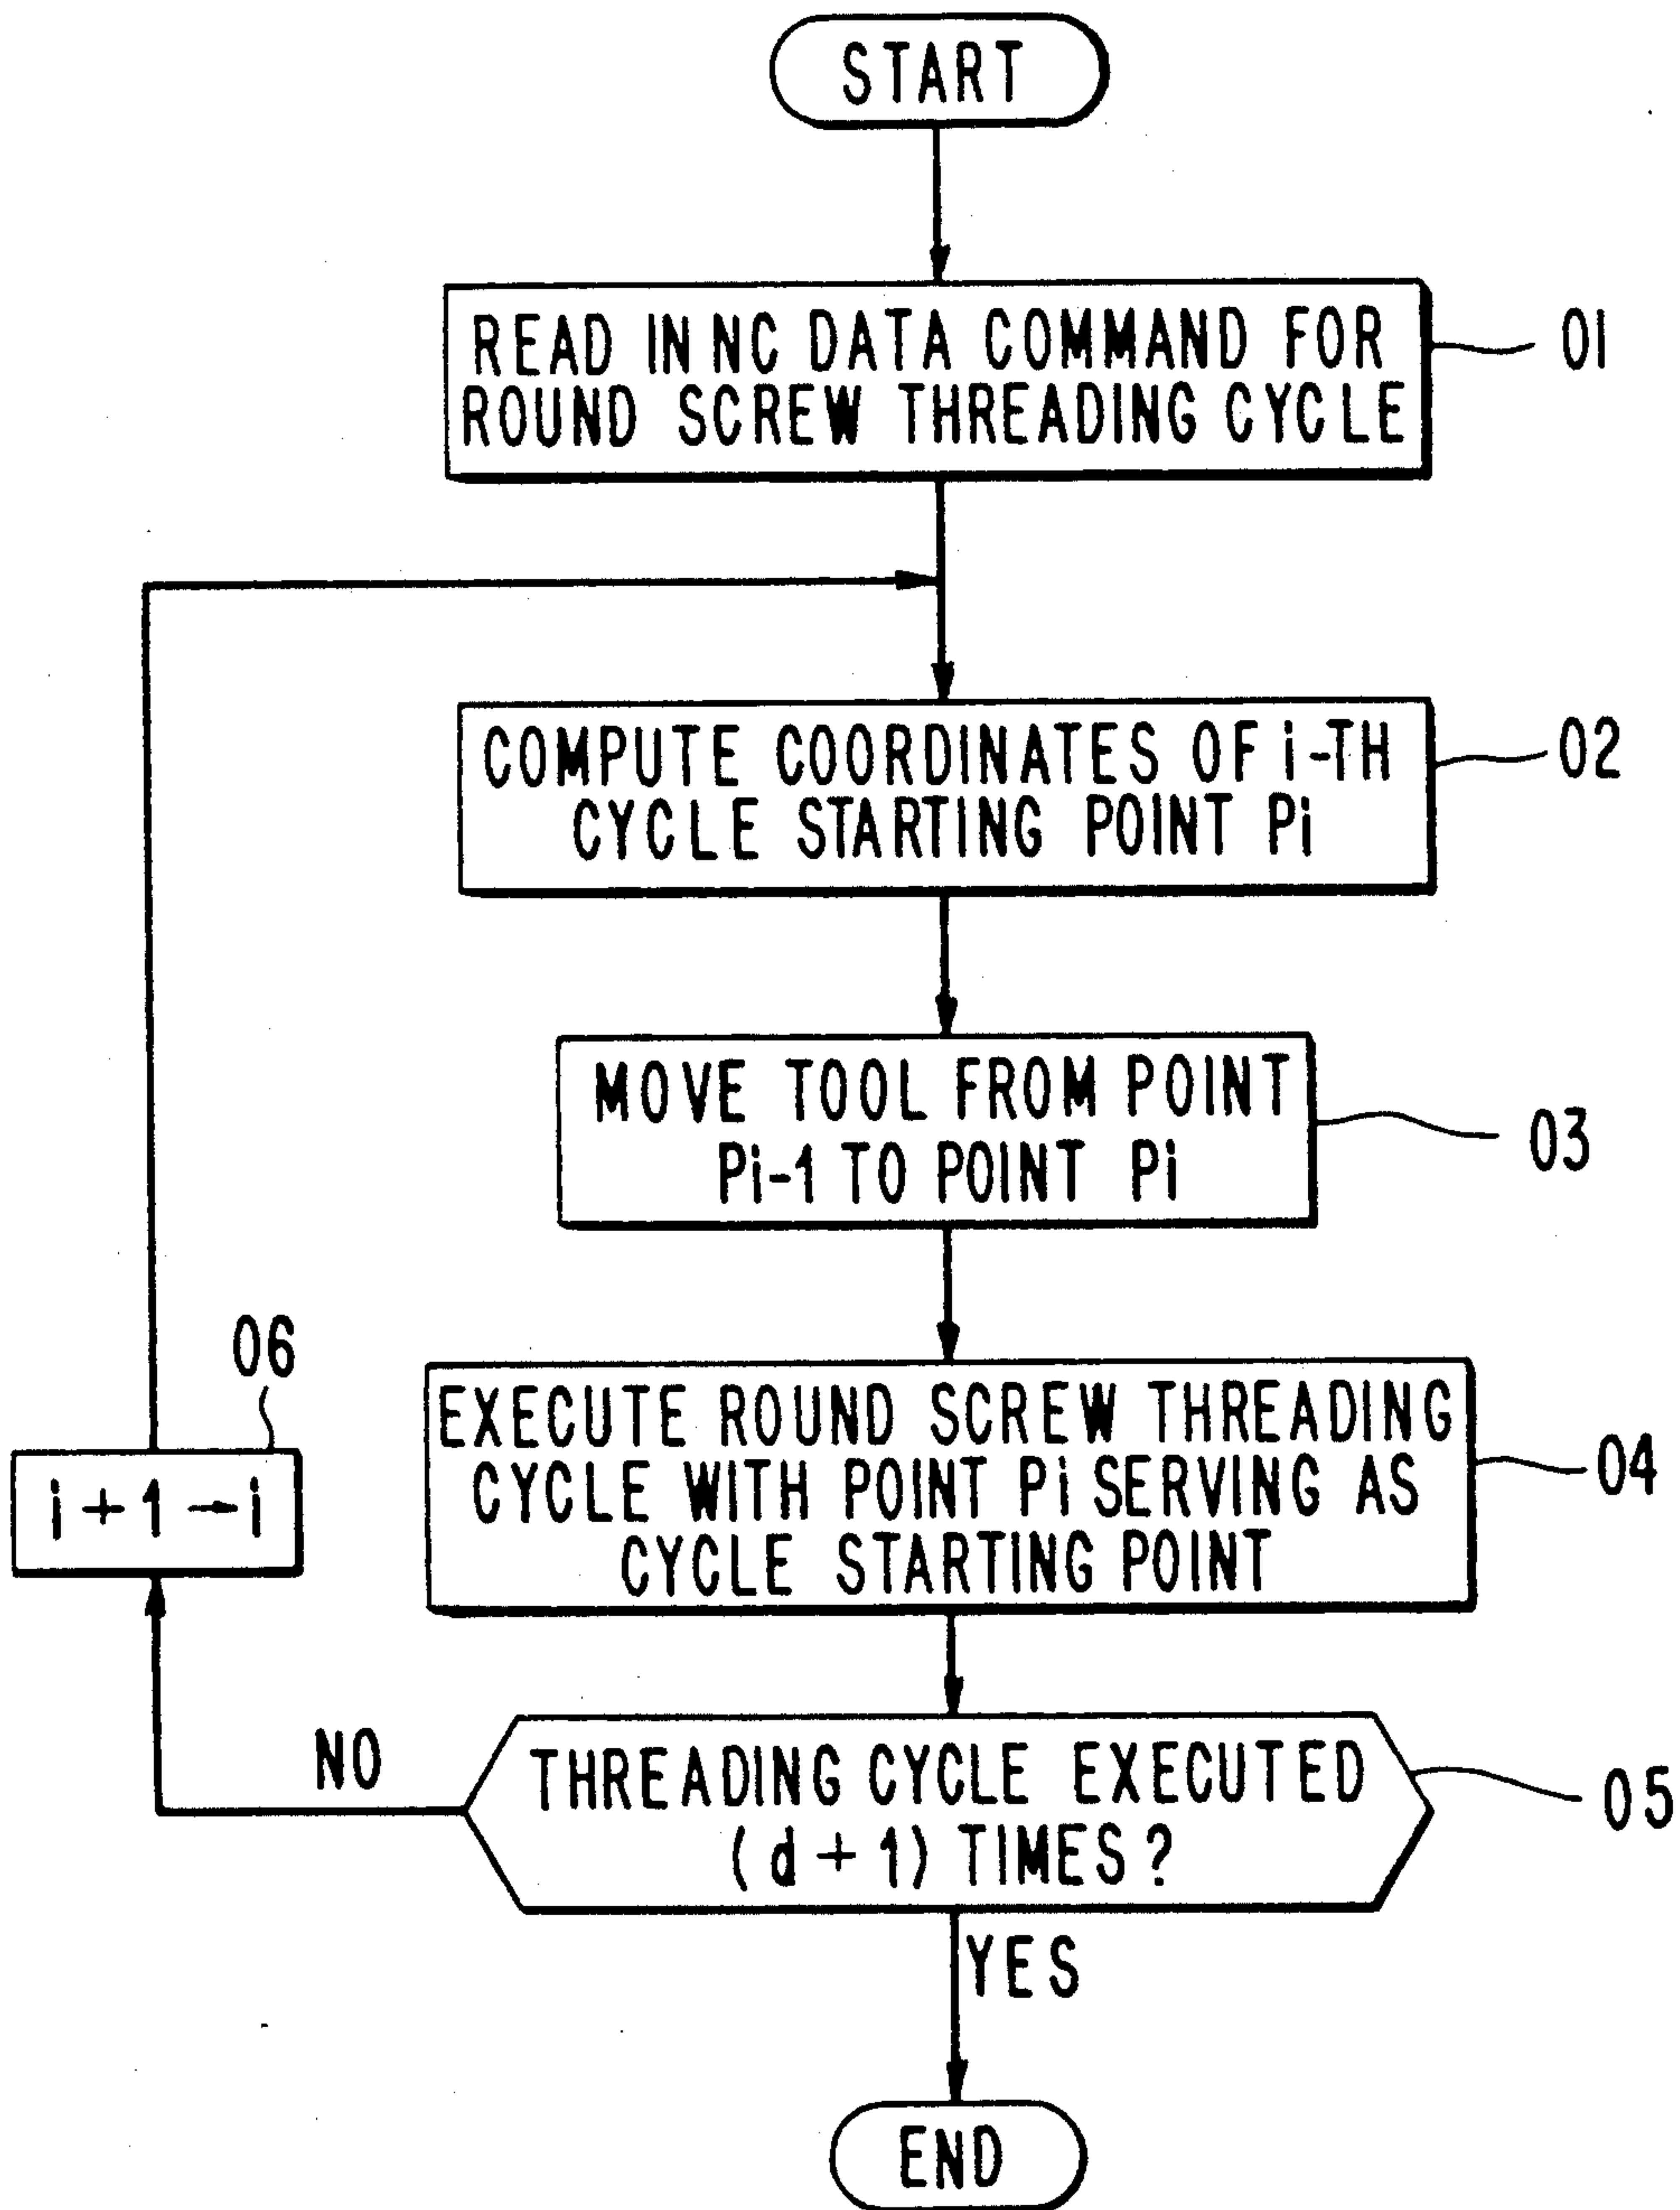 START
READ IN NC DATA COMMAND FOR
ROUND SCREW THREADING CYCLE
01
COMPUTE COORDINATES OF i-TH
CYCLE STARTING POINT Pi
02
MOVE TOOL FROM POINT
Pi-1 TO POINT Pi
03
06
i + 1 → i
EXECUTE ROUND SCREW THREADING
CYCLE WITH POINT Pi SERVING AS
CYCLE STARTING POINT
04
NO
THREADING CYCLE EXECUTED
(d + 1) TIMES?
05
YES
END